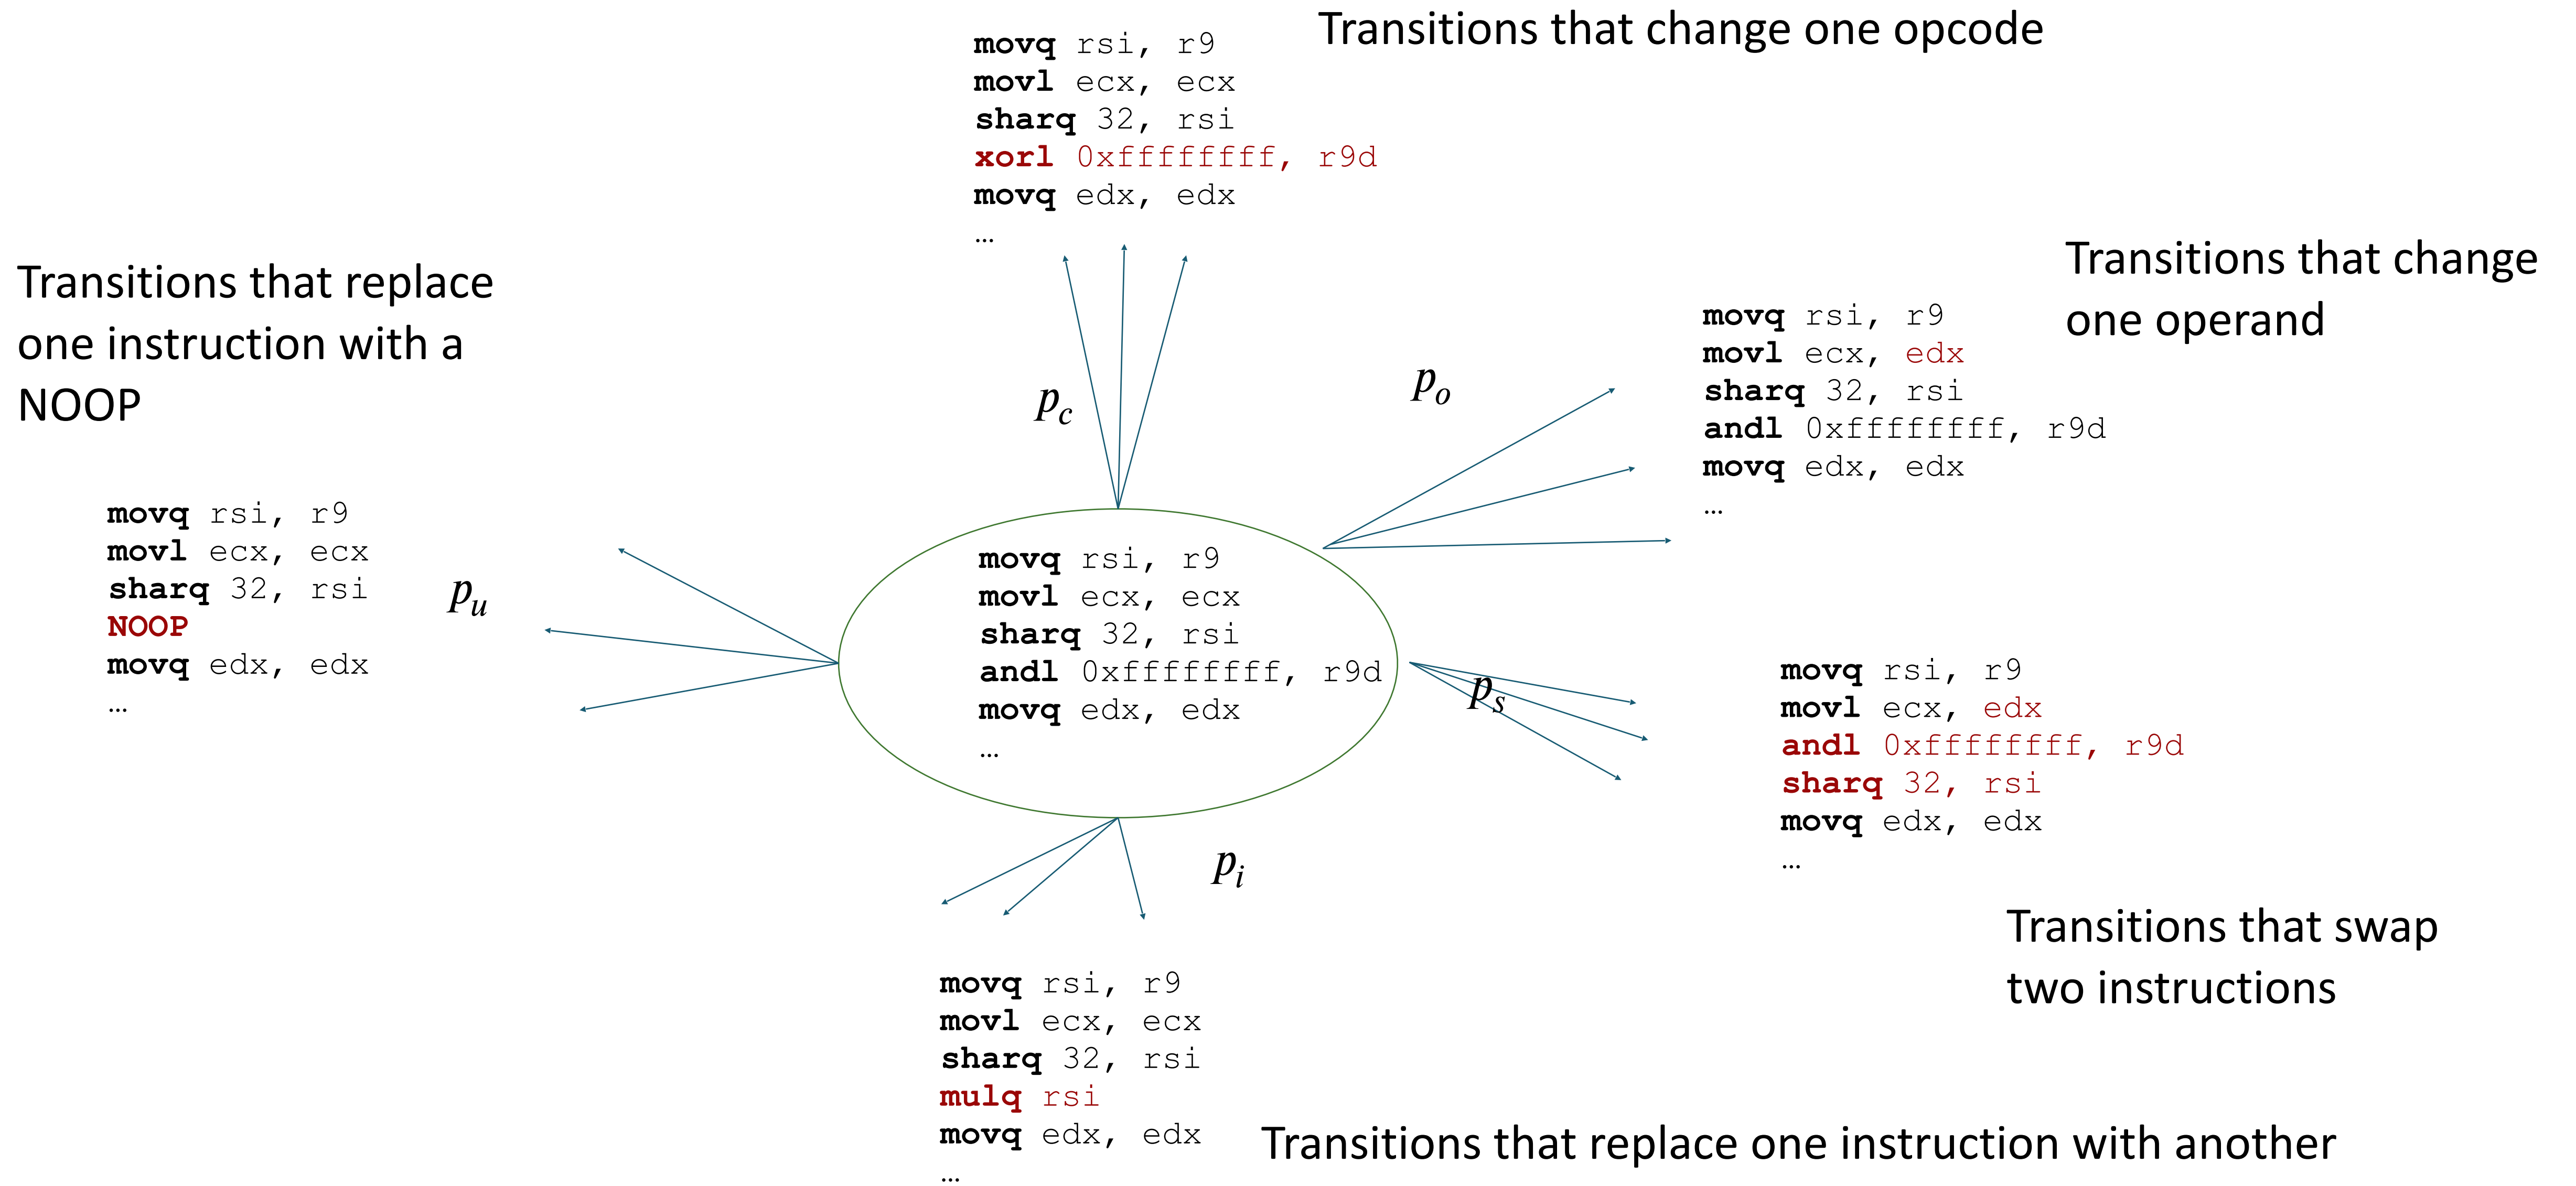 Transitions that change one opcode
movq rsi, r9
movl ecx, ecx
sharq 32, rsi
xorl 0xffffffff, r9d
movq edx, edx
…
Transitions that replace
one instruction with a
NOOP
Transitions that change
one operand
movq rsi, r9
movl ecx, edx
sharq 32, rsi
andl 0xffffffff, r9d
movq edx, edx
…
p_c
p_o
movq rsi, r9
movl ecx, ecx
sharq 32, rsi
NOOP
movq edx, edx
…
p_u
movq rsi, r9
movl ecx, ecx
sharq 32, rsi
andl 0xffffffff, r9d
movq edx, edx
…
p_s
movq rsi, r9
movl ecx, edx
andl 0xffffffff, r9d
sharq 32, rsi
movq edx, edx
…
p_i
Transitions that swap
two instructions
movq rsi, r9
movl ecx, ecx
sharq 32, rsi
mulq rsi
movq edx, edx
…
Transitions that replace one instruction with another